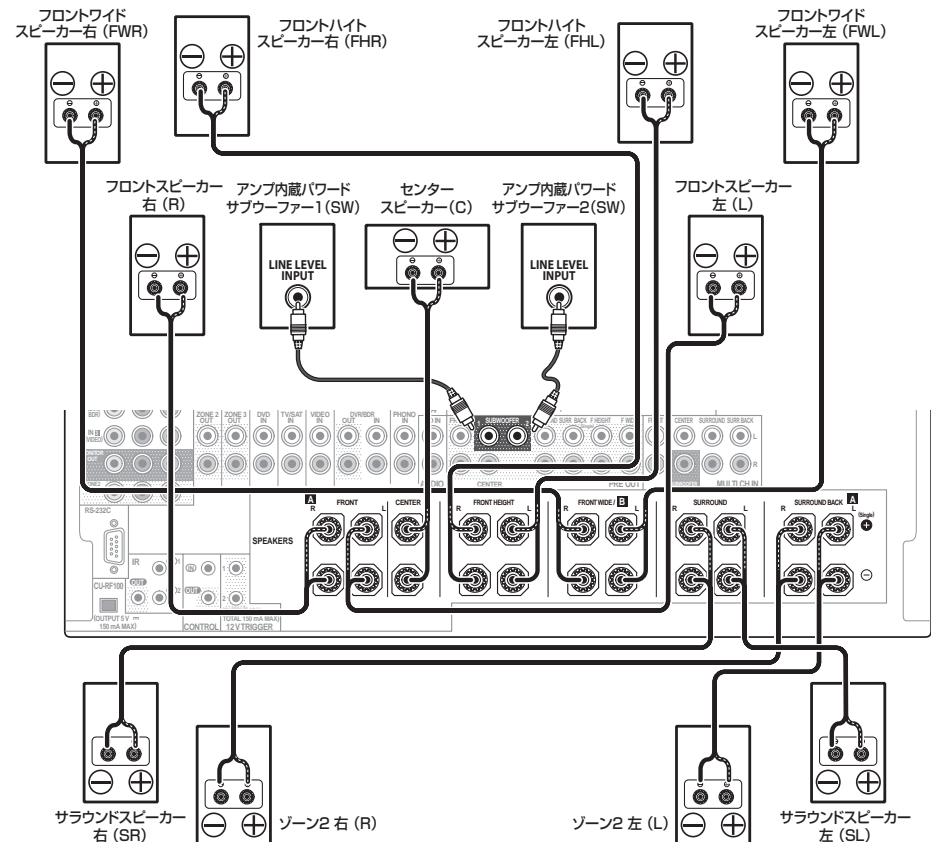 フロントワイド
スピーカー右 (FWR)
フロントハイト
スピーカー右 (FHR)
フロントハイト
スピーカー左 (FHL)
フロントワイド
スピーカー左 (FWL)
フロントスピーカー
右 (R)
アンプ内蔵パワード
サブウーファー1(SW)
センター
スピーカー(C)
アンプ内蔵パワード
サブウーファー2(SW)
フロントスピーカー
左 (L)
LINE LEVEL
INPUT
LINE LEVEL
INPUT
ZONE 2
OUT
ZONE 3
OUT
DVD
IN
TV/SAT
IN
VIDEO
IN
DVR/BDR
OUT IN
PHONO
IN
SUBWOOFER
1 2
SURR BACK
F HEIGHT
CENTER
SURROUND
SURR BACK
L
R
CENTER
PRE OUT
MULTI CH IN
RS-232C
SPEAKERS
A
R FRONT L
CENTER
R FRONT HEIGHT L
R FRONT WIDE / B L
R SURROUND L
R SURROUND BACK L
A
(Single)
IR
OUT
IN
OUT
1
2
CU-RF100
(OUTPUT 5 V
150 mA MAX)
CONTROL
TOTAL 150 mA MAX)
12 V TRIGGER
サラウンドスピーカー
右 (SR)
ゾーン2 右 (R)
ゾーン2 左 (L)
サラウンドスピーカー
左 (SL)